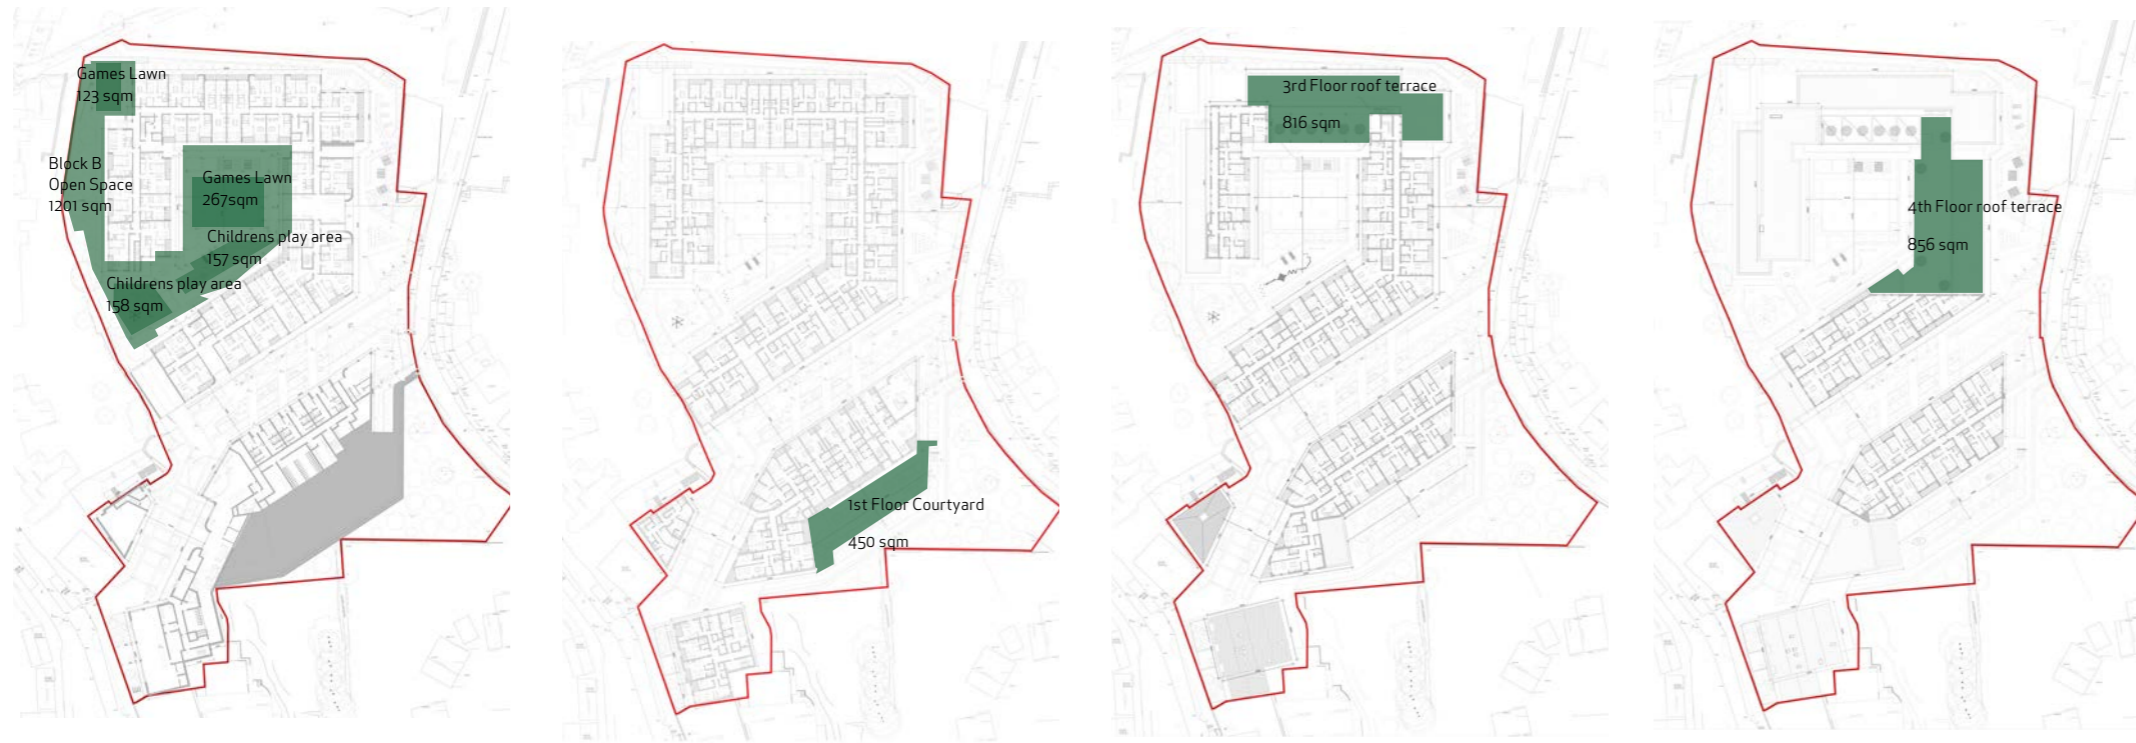 Games Lawn
123 sqm
Block B
Open Space
1201 sqm
Games Lawn
267sqm
Childrens play area
157 sqm
Childrens play area
158 sqm
1st Floor Courtyard
450 sqm
3rd Floor roof terrace
816 sqm
4th Floor roof terrace
856 sqm